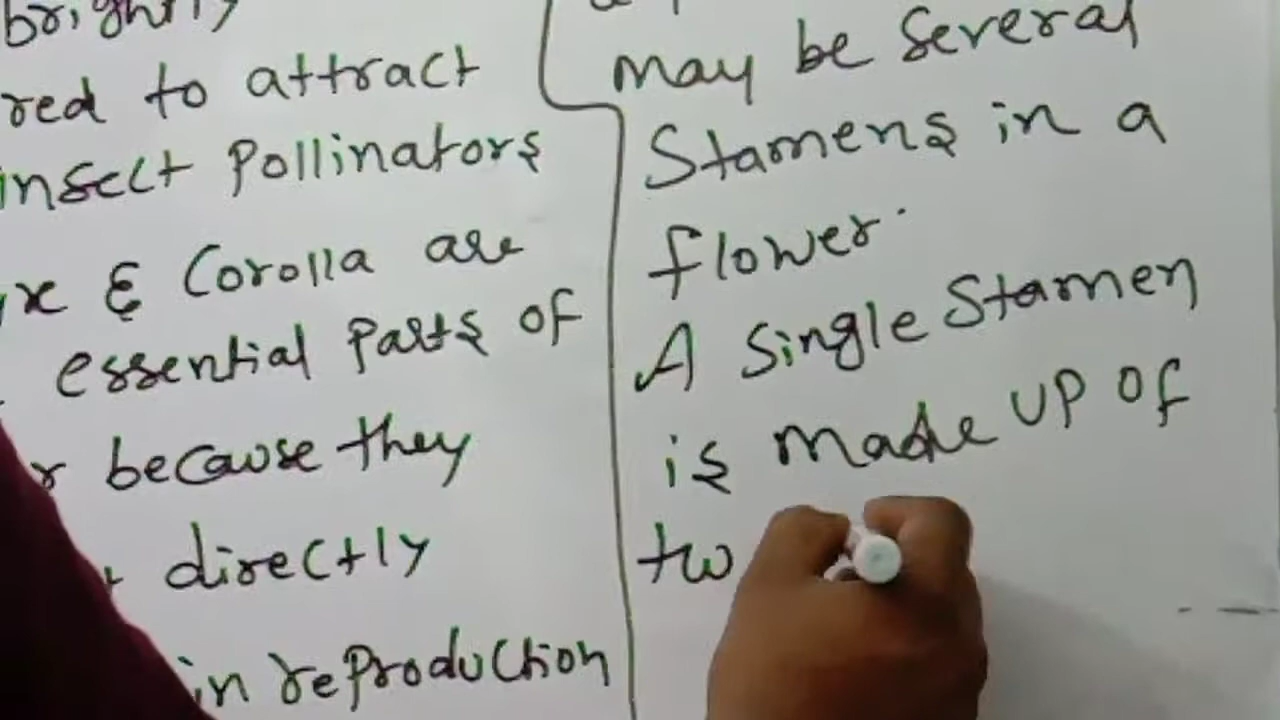 brightly
red to attract
insect Pollinators
x & Corolla are
essential Parts of
r because they
directly
in reproduction
may be Several
Stamens in a
flower.
A Single Stamen
is made up of
tw